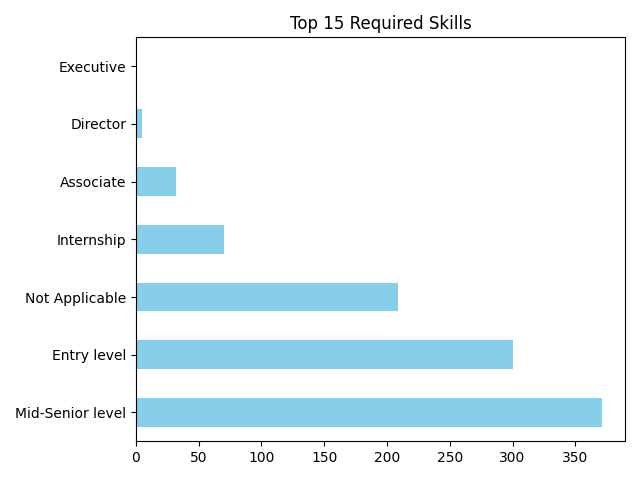 Top 15 Required Skills
Executive
Director
Associate
Internship
Not Applicable
Entry level
Mid-Senior level
0 50 100 150 200 250 300 350